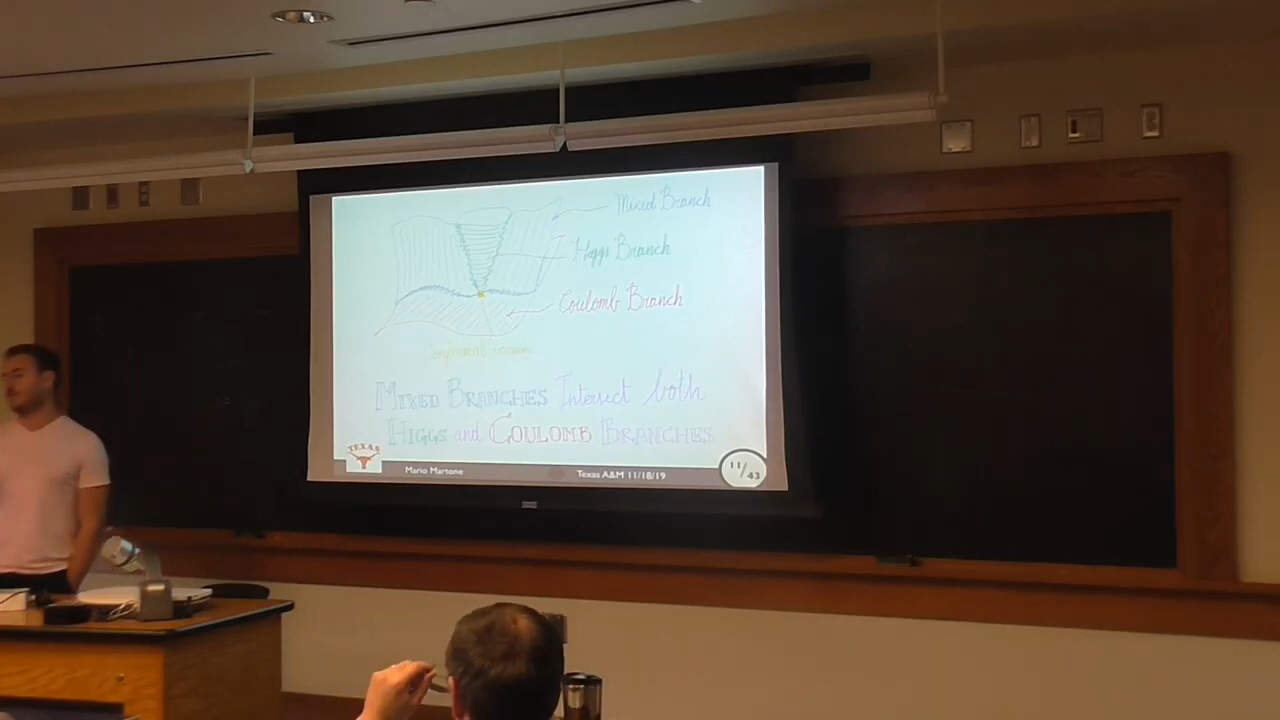 Mixed Branch
Higgs Branch
Coulomb Branch
MIXED BRANCHES Intersect both
HIGGS and COULOMB BRANCHES
TEXAS
Mario Martone
Texas A&M 11/18/19
11/43